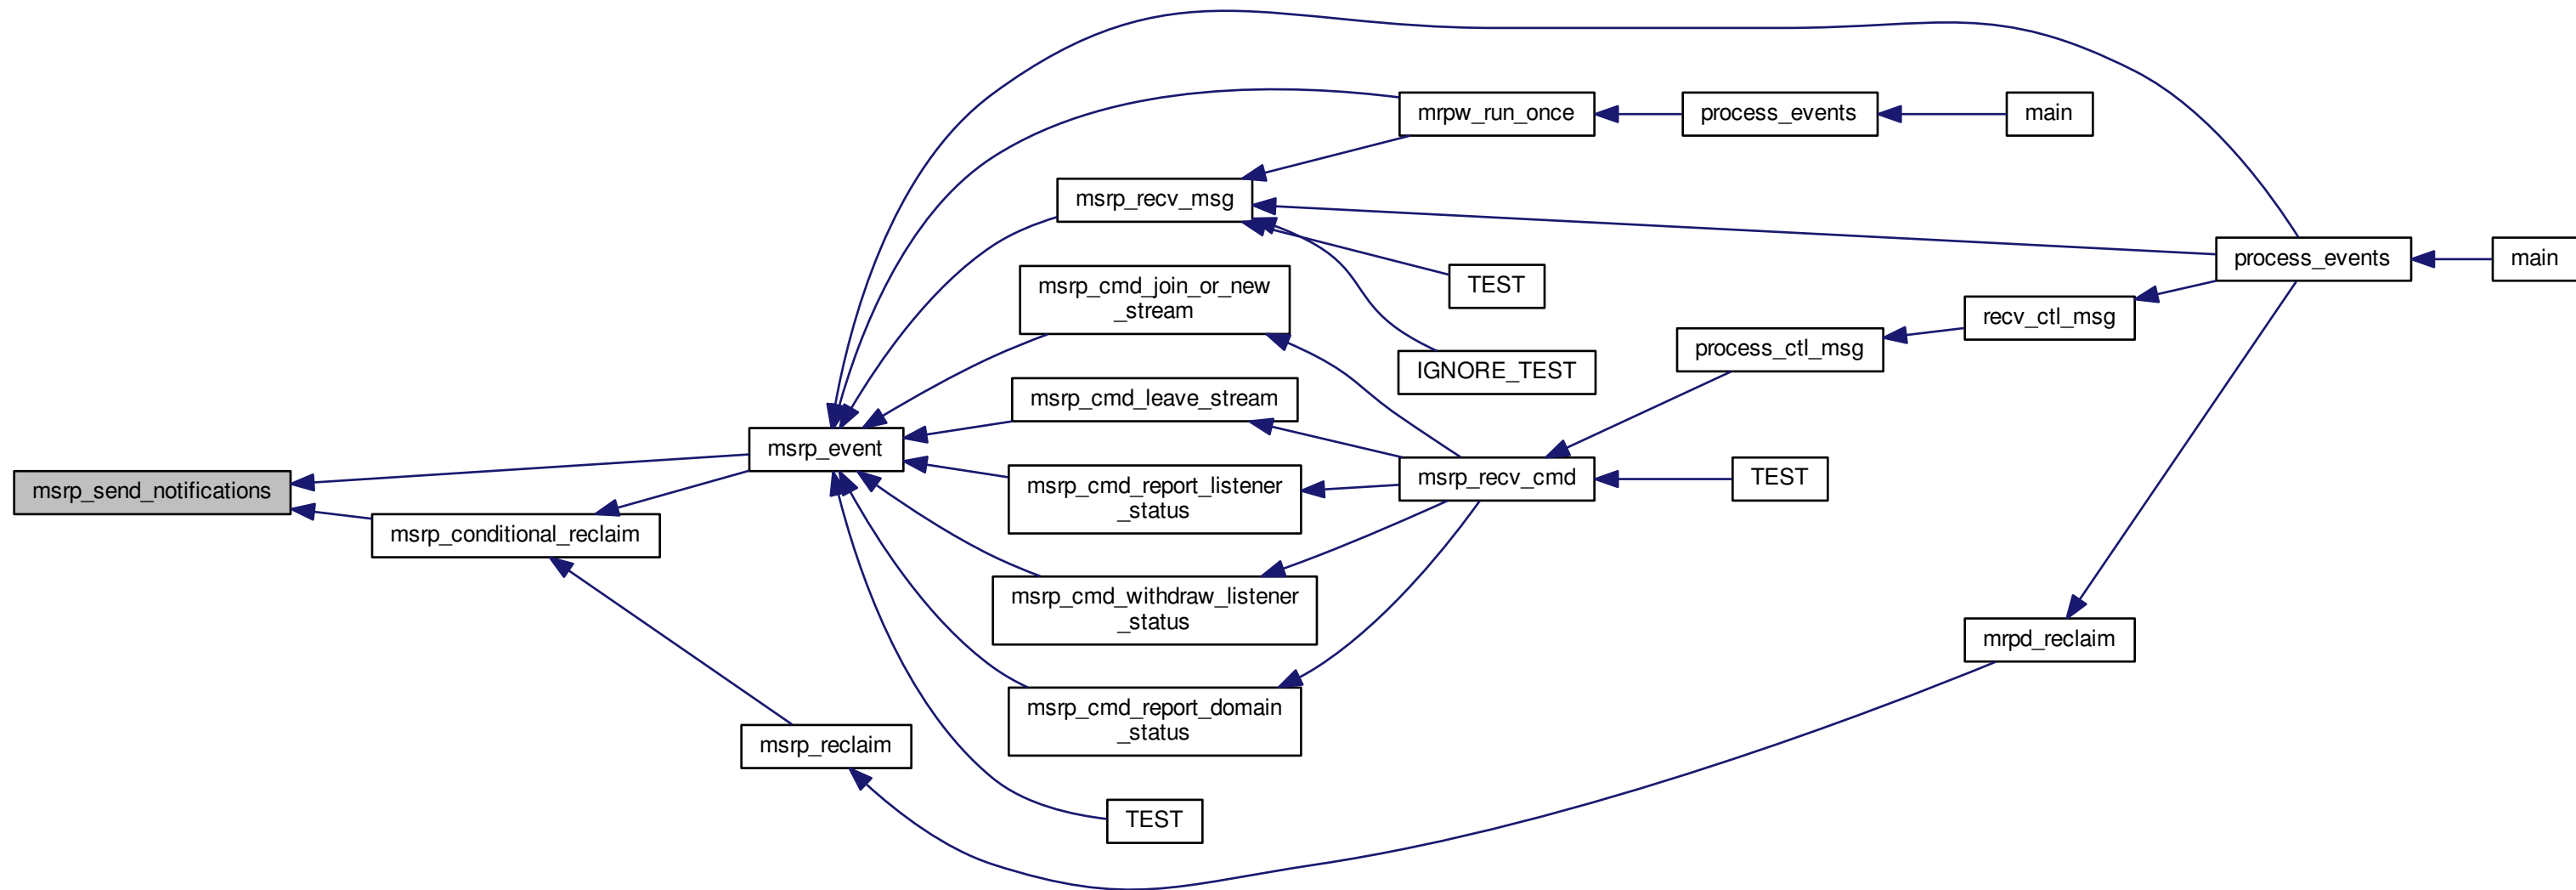 mrpw_run_once
process_events
main
msrp_recv_msg
process_events
main
msrp_cmd_join_or_new
_stream
TEST
recv_ctl_msg
process_ctl_msg
IGNORE_TEST
msrp_cmd_leave_stream
msrp_event
msrp_send_notifications
msrp_cmd_report_listener
_status
msrp_recv_cmd
TEST
msrp_conditional_reclaim
msrp_cmd_withdraw_listener
_status
mrpd_reclaim
msrp_cmd_report_domain
_status
msrp_reclaim
TEST